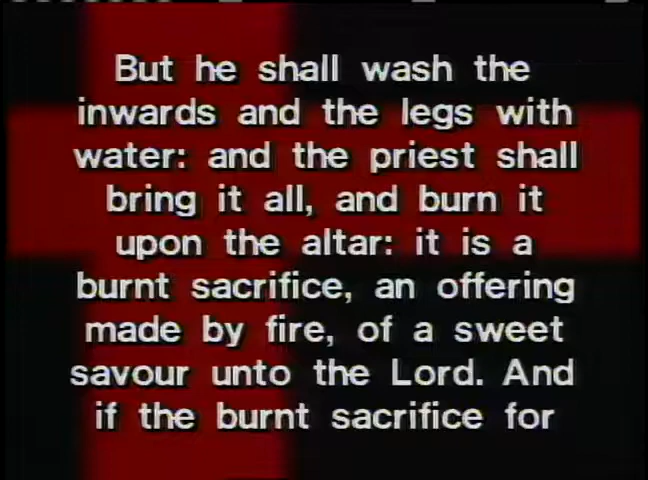 But he shall wash the
inwards and the legs with
water: and the priest shall
bring it all, and burn it
upon the altar: it is a
burnt sacrifice, an offering
made by fire, of a sweet
savour unto the Lord. And
if the burnt sacrifice for